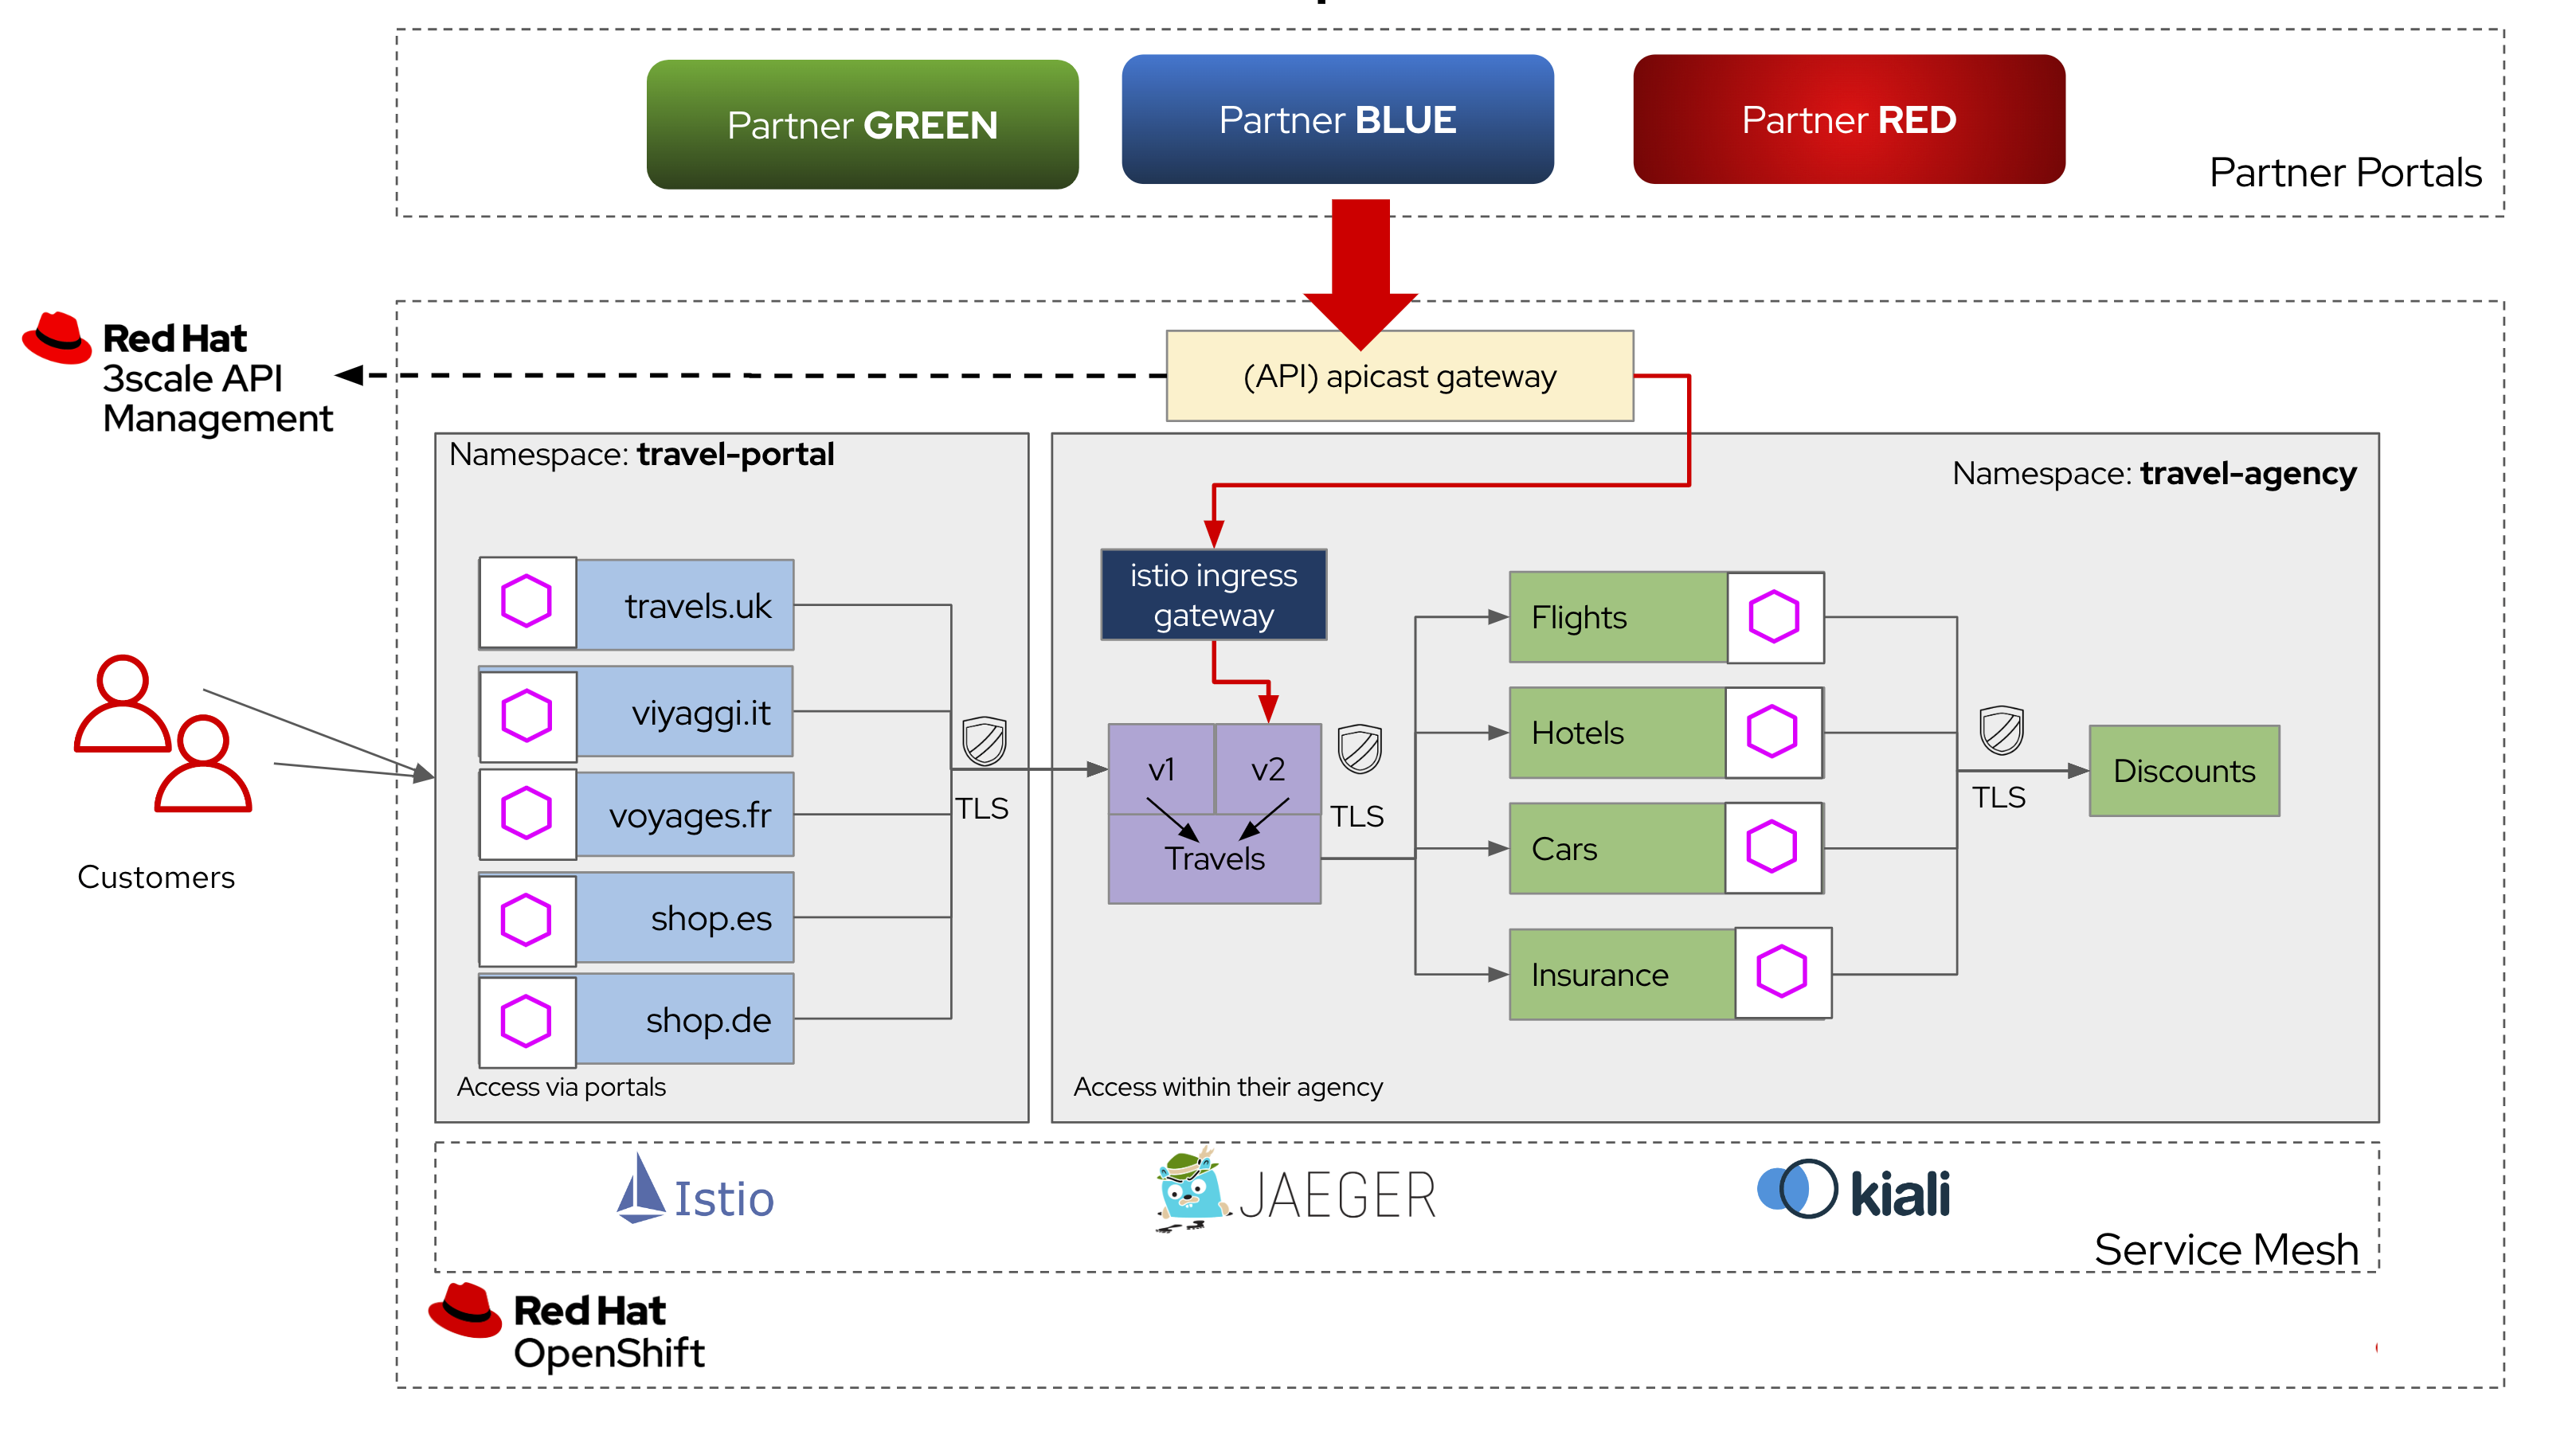 Partner GREEN
Partner BLUE
Partner RED
Partner Portals
Red Hat
3scale API
Management
(API) apicast gateway
Namespace: travel-portal
Namespace: travel-agency
travels.uk
viyaggi.it
voyages.fr
shop.es
shop.de
TLS
Access via portals
Customers
istio ingress
gateway
v1
v2
Travels
TLS
Flights
Hotels
Cars
Insurance
TLS
Discounts
Access within their agency
Istio
JAEGER
kiali
Service Mesh
Red Hat
OpenShift